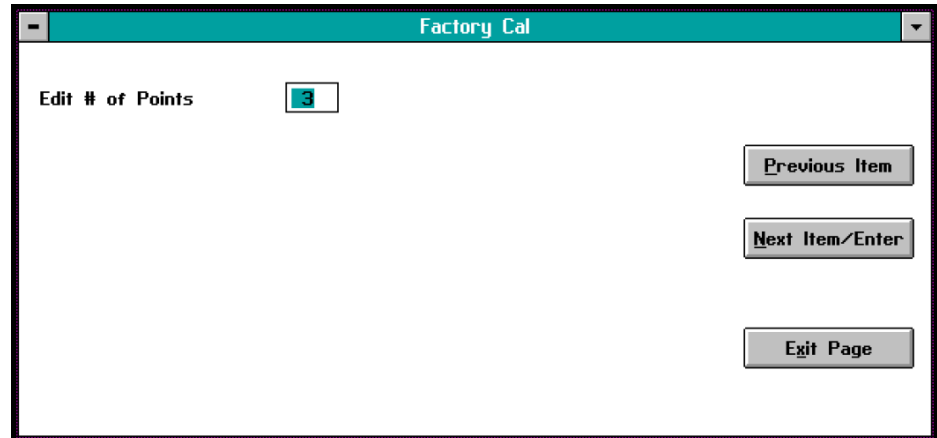 Factory Cal
Edit # of Points 3
Previous Item
Next Item/Enter
Exit Page